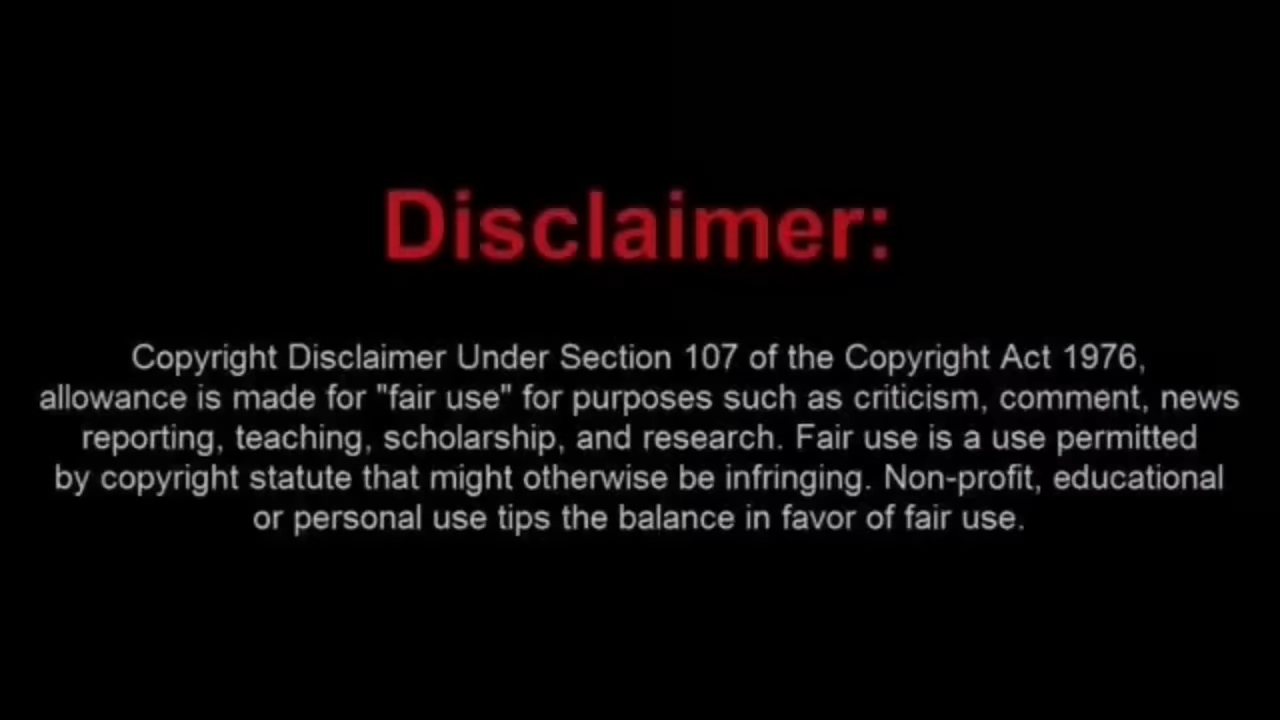 Disclaimer:
Copyright Disclaimer Under Section 107 of the Copyright Act 1976,
allowance is made for "fair use" for purposes such as criticism, comment, news
reporting, teaching, scholarship, and research. Fair use is a use permitted
by copyright statute that might otherwise be infringing. Non-profit, educational
or personal use tips the balance in favor of fair use.